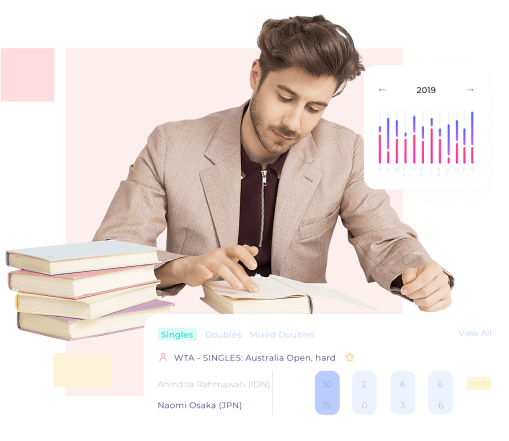 ← 2019 →
Singles Doubles Mixed Doubles View All
WTA - SINGLES: Australia Open, hard
Anindita Rahmawati (IDN) 30 2 6 6
Naomi Osaka (JPN) 15 0 3 6